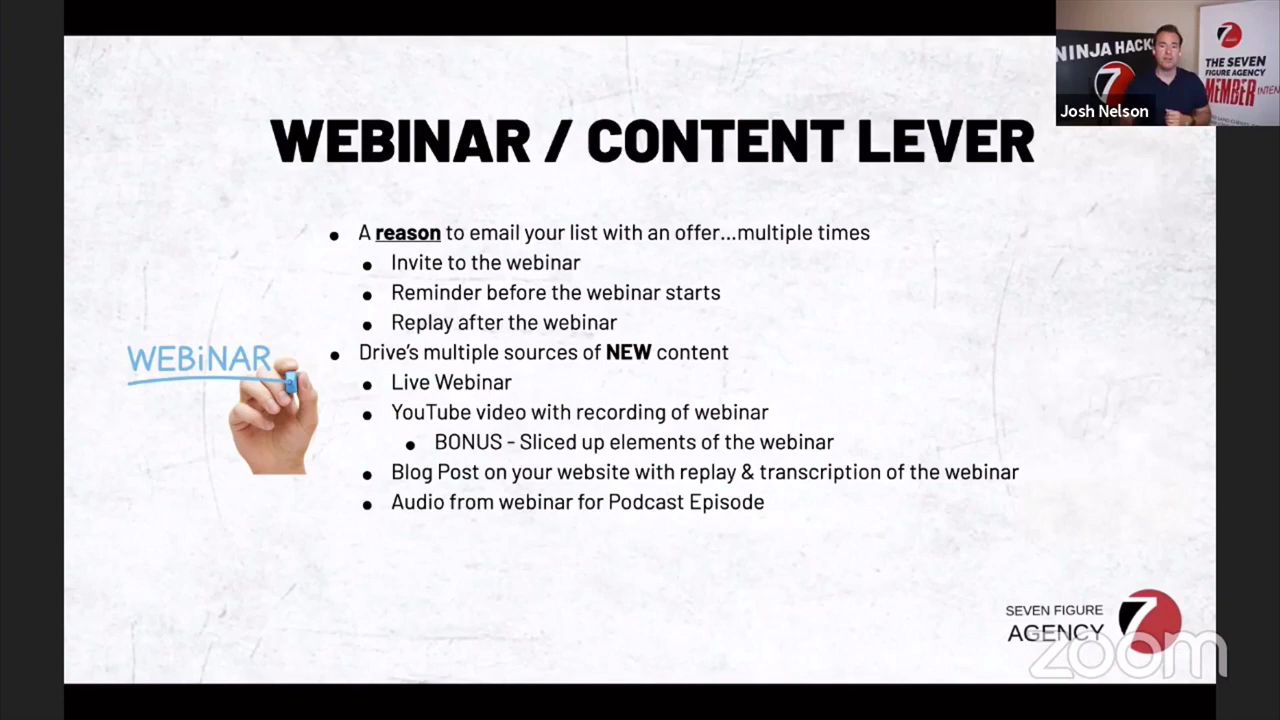 NINJA HACK
THE SEVEN
FIGURE AGENCY
MEMBER
Josh Nelson
WEBINAR / CONTENT LEVER
A reason to email your list with an offer...multiple times
Invite to the webinar
Reminder before the webinar starts
Replay after the webinar
Drive's multiple sources of NEW content
Live Webinar
YouTube video with recording of webinar
BONUS - Sliced up elements of the webinar
Blog Post on your website with replay & transcription of the webinar
Audio from webinar for Podcast Episode
WEBiNAR
SEVEN FIGURE
AGENCY
7
zoom